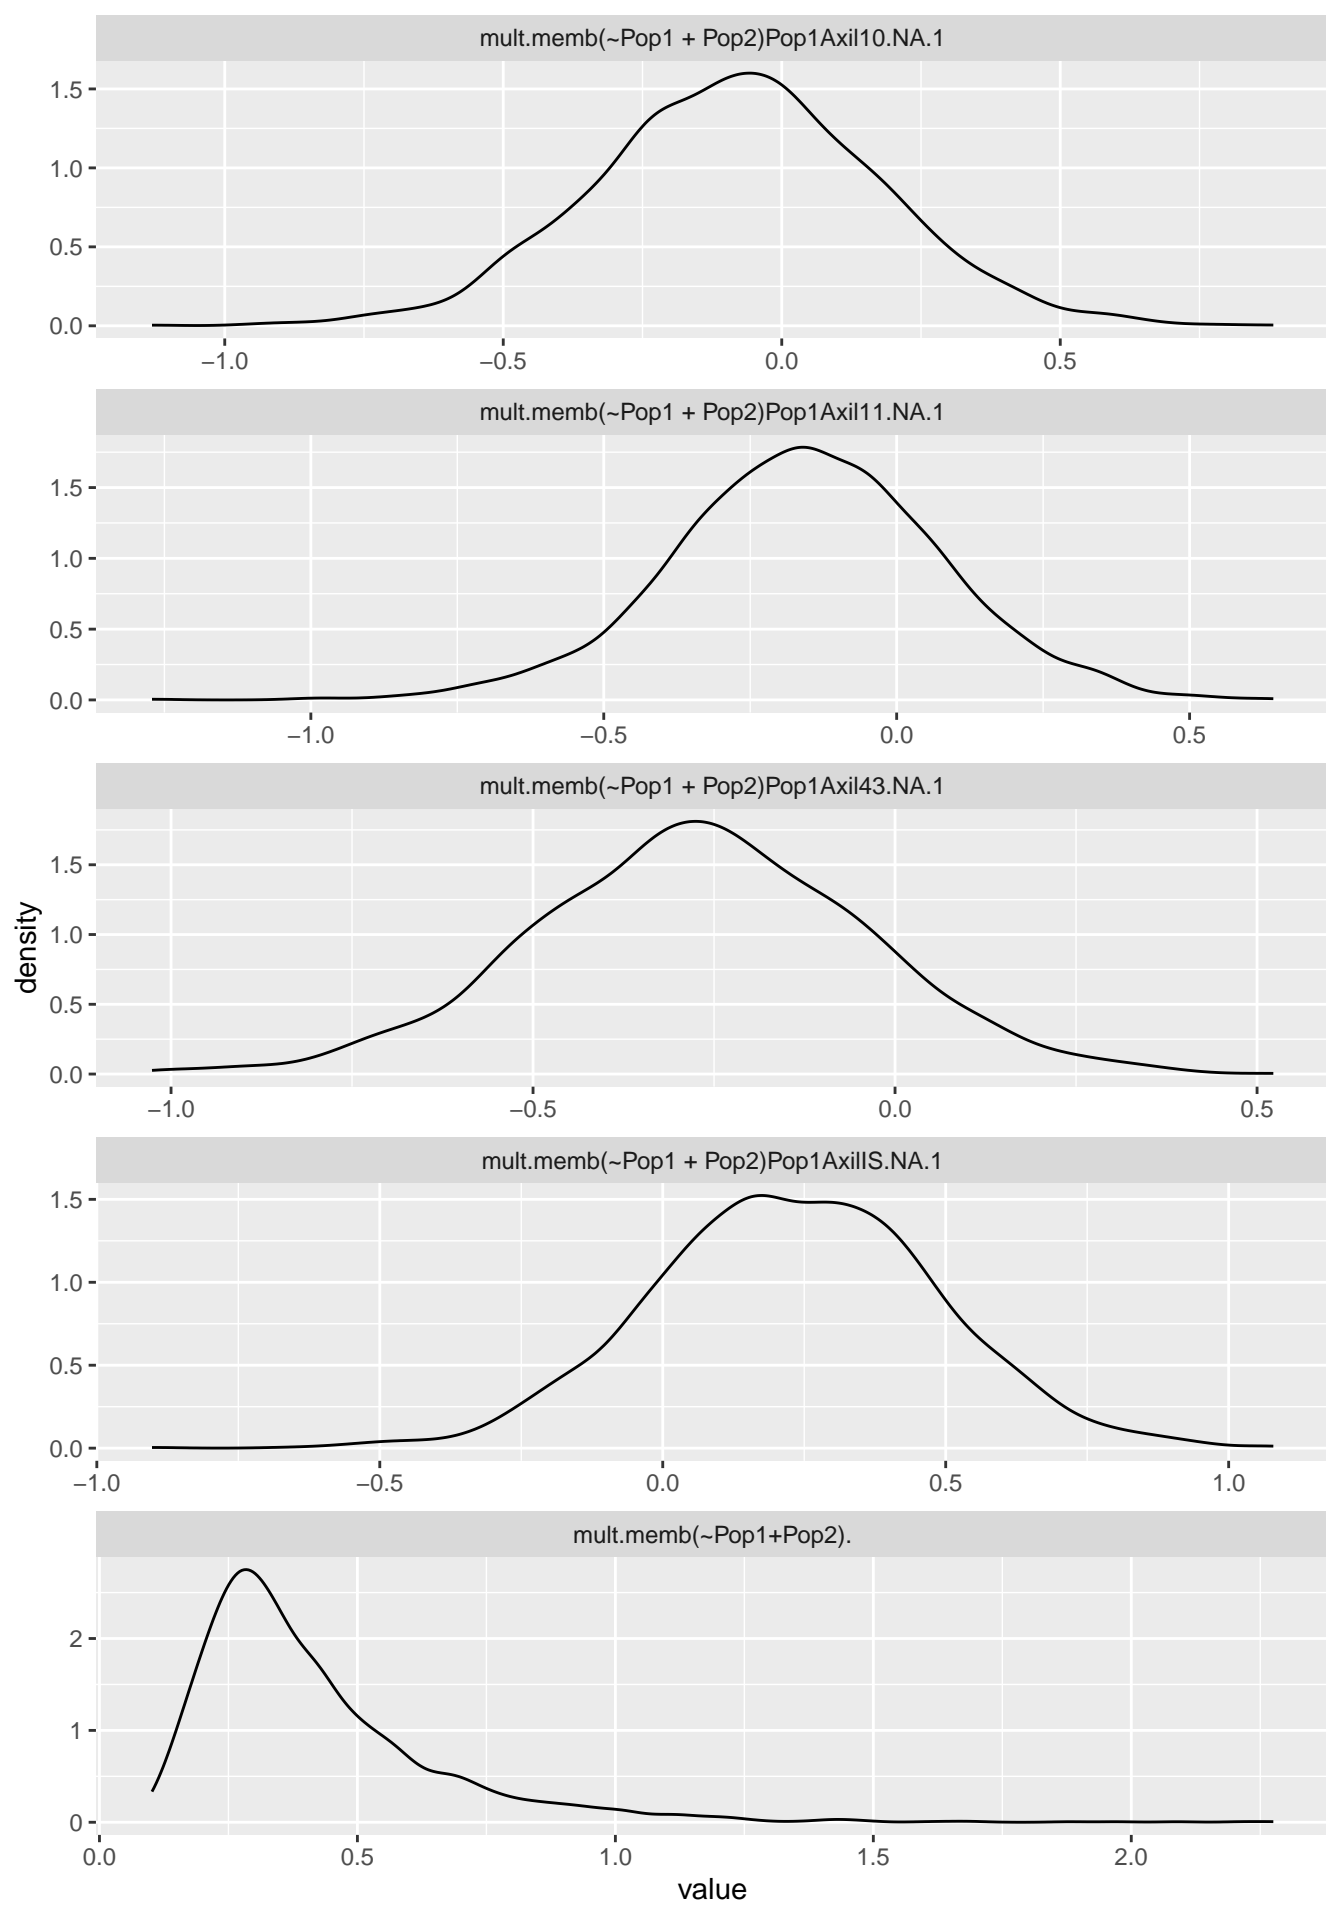 mult.memb(~Pop1 + Pop2)Pop1Axil10.NA.1
1.5
1.0
0.5
0.0
−1.0 −0.5 0.0 0.5
mult.memb(~Pop1 + Pop2)Pop1Axil11.NA.1
1.5
1.0
0.5
0.0
−1.0 −0.5 0.0 0.5
mult.memb(~Pop1 + Pop2)Pop1Axil43.NA.1
1.5
1.0
0.5
0.0
−1.0 −0.5 0.0 0.5
density
mult.memb(~Pop1 + Pop2)Pop1AxilIS.NA.1
1.5
1.0
0.5
0.0
−1.0 −0.5 0.0 0.5 1.0
mult.memb(~Pop1+Pop2).
2
1
0
0.0 0.5 1.0 1.5 2.0
value